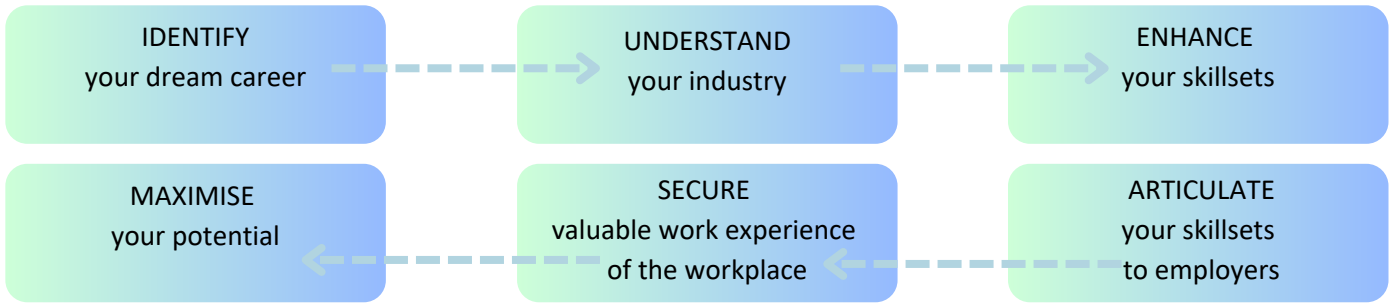 IDENTIFY
your dream career
UNDERSTAND
your industry
ENHANCE
your skillsets
MAXIMISE
your potential
SECURE
valuable work experience
of the workplace
ARTICULATE
your skillsets
to employers